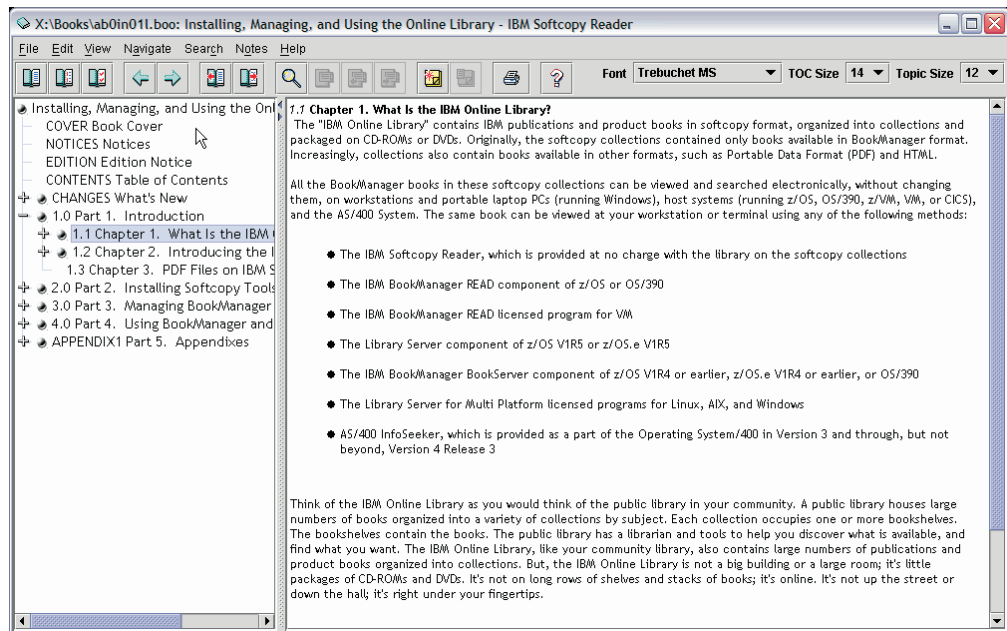 X:\Books\ab0in01l.boo: Installing, Managing, and Using the Online Library - IBM Softcopy Reader
File Edit View Navigate Search Notes Help
Font Trebuchet MS TOC Size 14 Topic Size 12
Installing, Managing, and Using the Onl
COVER Book Cover
NOTICES Notices
EDITION Edition Notice
CONTENTS Table of Contents
CHANGES What's New
1.0 Part 1. Introduction
1.1 Chapter 1. What Is the IBM
1.2 Chapter 2. Introducing the I
1.3 Chapter 3. PDF Files on IBM S
2.0 Part 2. Installing Softcopy Tools
3.0 Part 3. Managing BookManager
4.0 Part 4. Using BookManager and
APPENDIX1 Part 5. Appendixes
1.1 Chapter 1. What Is the IBM Online Library?
The "IBM Online Library" contains IBM publications and product books in softcopy format, organized into collections and
packaged on CD-ROMs or DVDs. Originally, the softcopy collections contained only books available in BookManager format.
Increasingly, collections also contain books available in other formats, such as Portable Data Format (PDF) and HTML.
All the BookManager books in these softcopy collections can be viewed and searched electronically, without changing
them, on workstations and portable laptop PCs (running Windows), host systems (running z/OS, OS/390, z/VM, VM, or CICS),
and the AS/400 System. The same book can be viewed at your workstation or terminal using any of the following methods:
● The IBM Softcopy Reader, which is provided at no charge with the library on the softcopy collections
● The IBM BookManager READ component of z/OS or OS/390
● The IBM BookManager READ licensed program for VM
● The Library Server component of z/OS V1R5 or z/OS.e V1R5
● The IBM BookManager BookServer component of z/OS V1R4 or earlier, z/OS.e V1R4 or earlier, or OS/390
● The Library Server for Multi Platform licensed programs for Linux, AIX, and Windows
● AS/400 InfoSeeker, which is provided as a part of the Operating System/400 in Version 3 and through, but not
beyond, Version 4 Release 3
Think of the IBM Online Library as you would think of the public library in your community. A public library houses large
numbers of books organized into a variety of collections by subject. Each collection occupies one or more bookshelves.
The bookshelves contain the books. The public library has a librarian and tools to help you discover what is available, and
find what you want. The IBM Online Library, like your community library, also contains large numbers of publications and
product books organized into collections. But, the IBM Online Library is not a big building or a large room; it's little
packages of CD-ROMs and DVDs. It's not on long rows of shelves and stacks of books; it's online. It's not up the street or
down the hall; it's right under your fingertips.